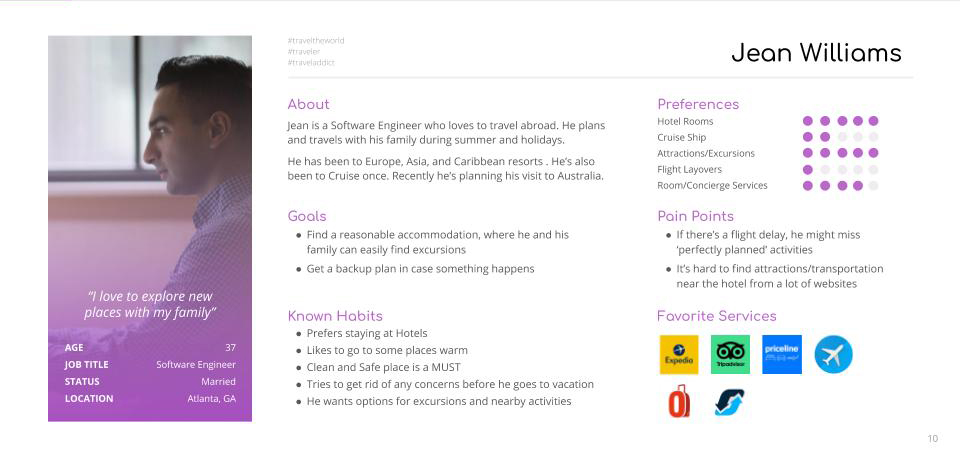 #traveltheworld
#traveler
#traveladdict
Jean Williams
“I love to explore new
places with my family”
AGE 37
JOB TITLE Software Engineer
STATUS Married
LOCATION Atlanta, GA
About
Jean is a Software Engineer who loves to travel abroad. He plans
and travels with his family during summer and holidays.
He has been to Europe, Asia, and Caribbean resorts . He’s also
been to Cruise once. Recently he’s planning his visit to Australia.
Goals
● Find a reasonable accommodation, where he and his
family can easily find excursions
● Get a backup plan in case something happens
Known Habits
● Prefers staying at Hotels
● Likes to go to some places warm
● Clean and Safe place is a MUST
● Tries to get rid of any concerns before he goes to vacation
● He wants options for excursions and nearby activities
Preferences
Hotel Rooms
Cruise Ship
Attractions/Excursions
Flight Layovers
Room/Concierge Services
Pain Points
● If there’s a flight delay, he might miss
‘perfectly planned’ activities
● It’s hard to find attractions/transportation
near the hotel from a lot of websites
Favorite Services
Expedia
Tripadvisor
priceline
10